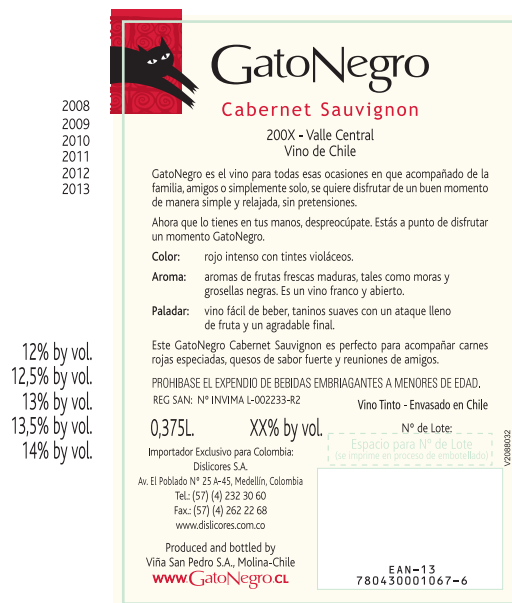 GatoNegro
Cabernet Sauvignon
200X - Valle Central
Vino de Chile
2008
2009
2010
2011
2012
2013
GatoNegro es el vino para todas esas ocasiones en que acompañado de la
familia, amigos o simplemente solo, se quiere disfrutar de un buen momento
de manera simple y relajada, sin pretensiones.
Ahora que lo tienes en tus manos, despreocúpate. Estás a punto de disfrutar
un momento GatoNegro.
Color: rojo intenso con tintes violáceos.
Aroma: aromas de frutas frescas maduras, tales como moras y
grosellas negras. Es un vino franco y abierto.
Paladar: vino fácil de beber, taninos suaves con un ataque lleno
de fruta y un agradable final.
Este GatoNegro Cabernet Sauvignon es perfecto para acompañar carnes
rojas especiadas, quesos de sabor fuerte y reuniones de amigos.
12% by vol.
12,5% by vol.
13% by vol.
13,5% by vol.
14% by vol.
PROHIBASE EL EXPENDIO DE BEBIDAS EMBRIAGANTES A MENORES DE EDAD.
REG SAN: Nº INVIMA L-002233-R2
Vino Tinto - Envasado en Chile
0,375L. XX% by vol.
Nº de Lote:
Espacio para Nº de Lote
(se imprime en proceso de embotellado)
V2088032
Importador Exclusivo para Colombia:
Dislicores S.A.
Av. El Poblado Nº 25 A-45, Medellín, Colombia
Tel.: (57) (4) 232 30 60
Fax.: (57) (4) 262 22 68
www.dislicores.com.co
Produced and bottled by
Viña San Pedro S.A., Molina-Chile
www.GatoNegro.CL
EAN-13
780430001067-6